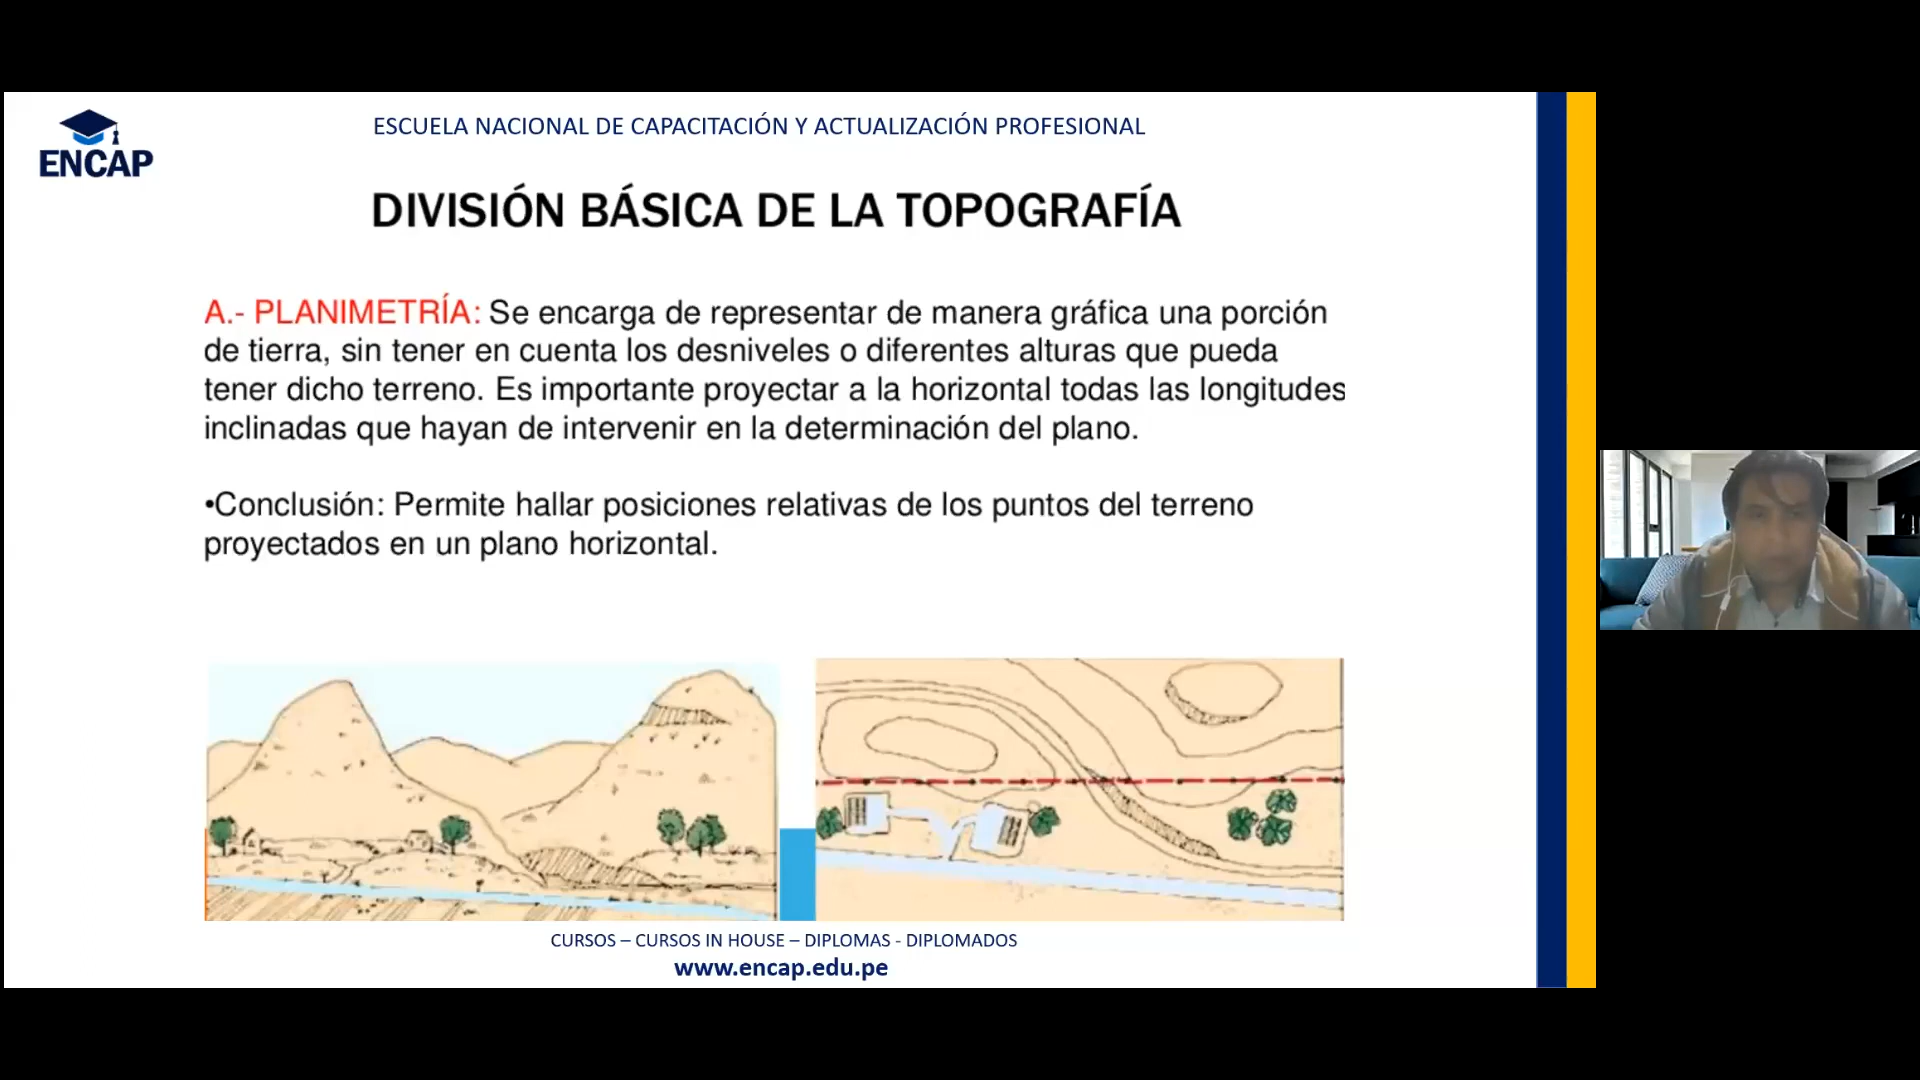 ENCAP
ESCUELA NACIONAL DE CAPACITACIÓN Y ACTUALIZACIÓN PROFESIONAL
DIVISIÓN BÁSICA DE LA TOPOGRAFÍA
A.- PLANIMETRÍA: Se encarga de representar de manera gráfica una porción
de tierra, sin tener en cuenta los desniveles o diferentes alturas que pueda
tener dicho terreno. Es importante proyectar a la horizontal todas las longitudes
inclinadas que hayan de intervenir en la determinación del plano.
•Conclusión: Permite hallar posiciones relativas de los puntos del terreno
proyectados en un plano horizontal.
CURSOS – CURSOS IN HOUSE – DIPLOMAS - DIPLOMADOS
www.encap.edu.pe